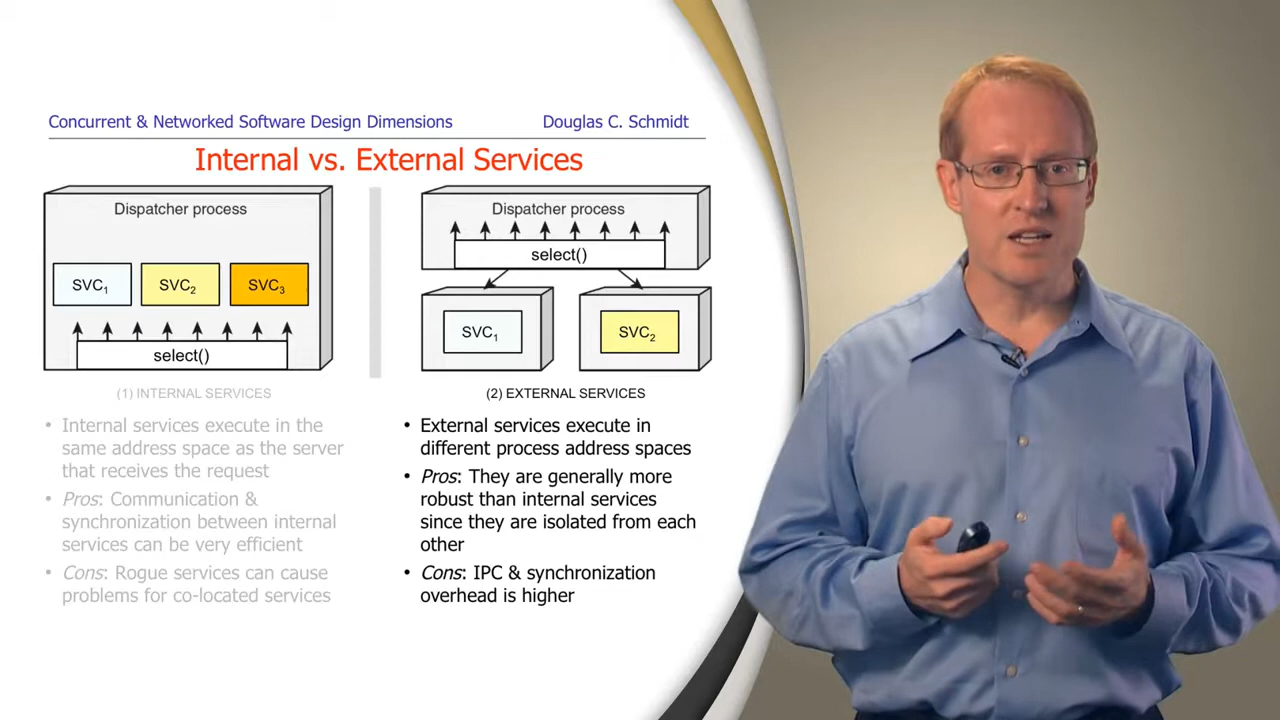 Concurrent & Networked Software Design Dimensions
Douglas C. Schmidt
Internal vs. External Services
Dispatcher process
SVC1
SVC2
SVC3
select()
(1) INTERNAL SERVICES
• Internal services execute in the
same address space as the server
that receives the request
• Pros: Communication &
synchronization between internal
services can be very efficient
• Cons: Rogue services can cause
problems for co-located services
Dispatcher process
select()
SVC1
SVC2
(2) EXTERNAL SERVICES
• External services execute in
different process address spaces
• Pros: They are generally more
robust than internal services
since they are isolated from each
other
• Cons: IPC & synchronization
overhead is higher